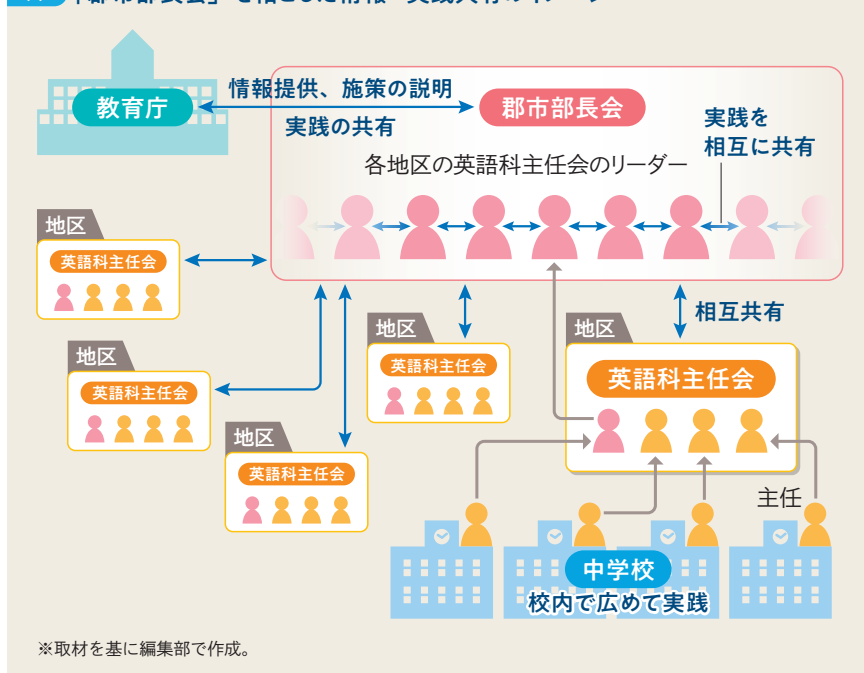 教育庁
情報提供、施策の説明
実践の共有
郡市部長会
実践を
相互に共有
各地区の英語科主任会のリーダー
地区
英語科主任会
地区
英語科主任会
地区
英語科主任会
地区
英語科主任会
相互共有
地区
英語科主任会
主任
中学校
校内で広めて実践
※取材を基に編集部で作成。